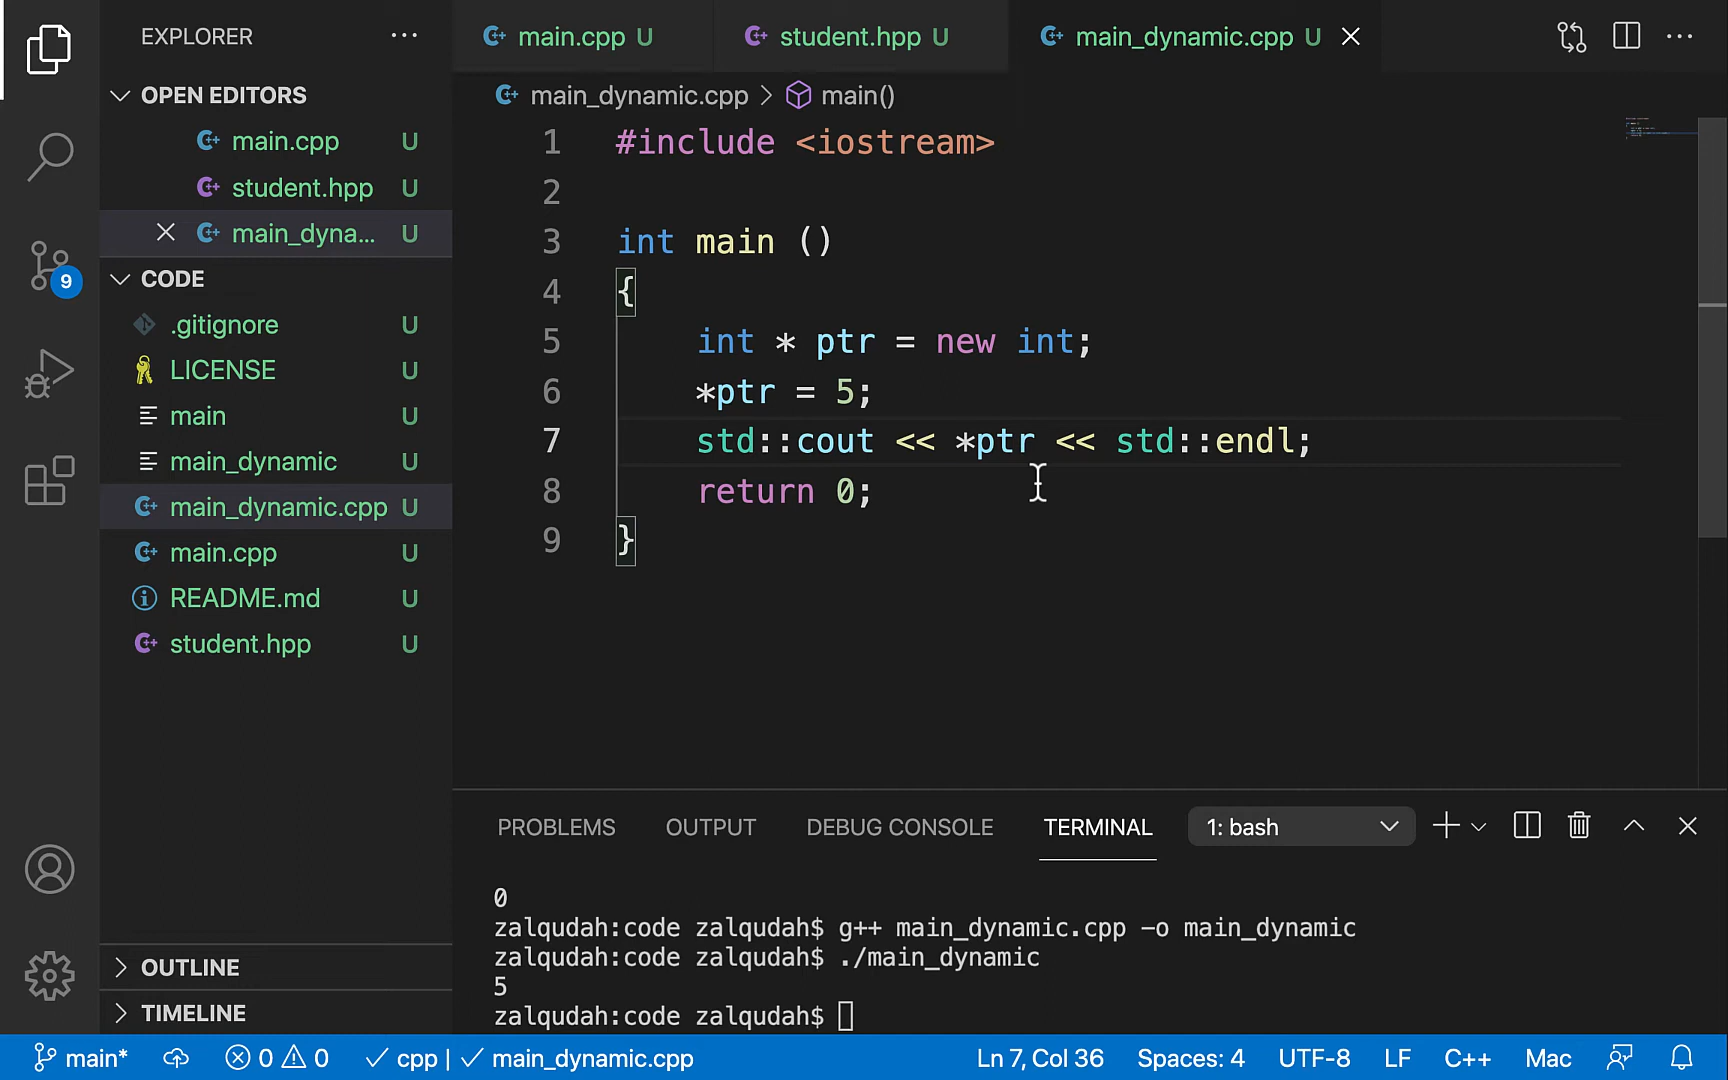 EXPLORER ···
OPEN EDITORS
main.cpp U
student.hpp U
main_dyna... U
9
CODE
.gitignore U
LICENSE U
main U
main_dynamic U
main_dynamic.cpp U
main.cpp U
README.md U
student.hpp U
OUTLINE
TIMELINE
main.cpp U student.hpp U main_dynamic.cpp U
main_dynamic.cpp > main()
1 #include <iostream>
2
3 int main ()
4 {
5 int * ptr = new int;
6 *ptr = 5;
7 std::cout << *ptr << std::endl;
8 return 0;
9 }
PROBLEMS OUTPUT DEBUG CONSOLE TERMINAL 1: bash
0
zalqudah:code zalqudah$ g++ main_dynamic.cpp -o main_dynamic
zalqudah:code zalqudah$ ./main_dynamic
5
zalqudah:code zalqudah$
main* 0 0 ✓ cpp | ✓ main_dynamic.cpp Ln 7, Col 36 Spaces: 4 UTF-8 LF C++ Mac